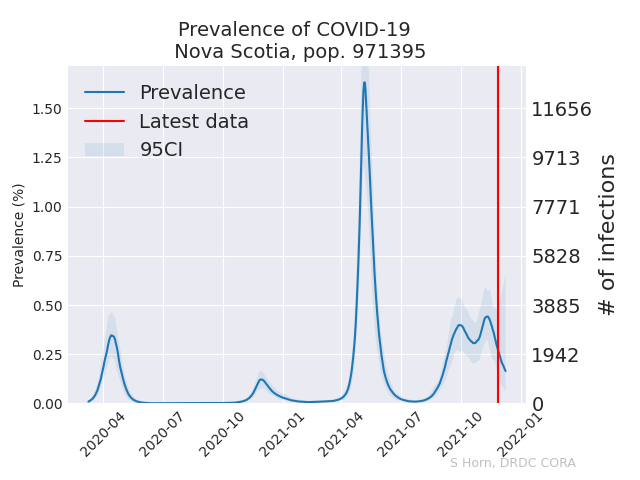 Prevalence of COVID-19
Nova Scotia, pop. 971395
Prevalence
Latest data
95CI
Prevalence (%)
1.50
1.25
1.00
0.75
0.50
0.25
0.00
11656
9713
7771
5828
3885
1942
0
# of infections
2020-04
2020-07
2020-10
2021-01
2021-04
2021-07
2021-10
2022-01
S Horn, DRDC CORA